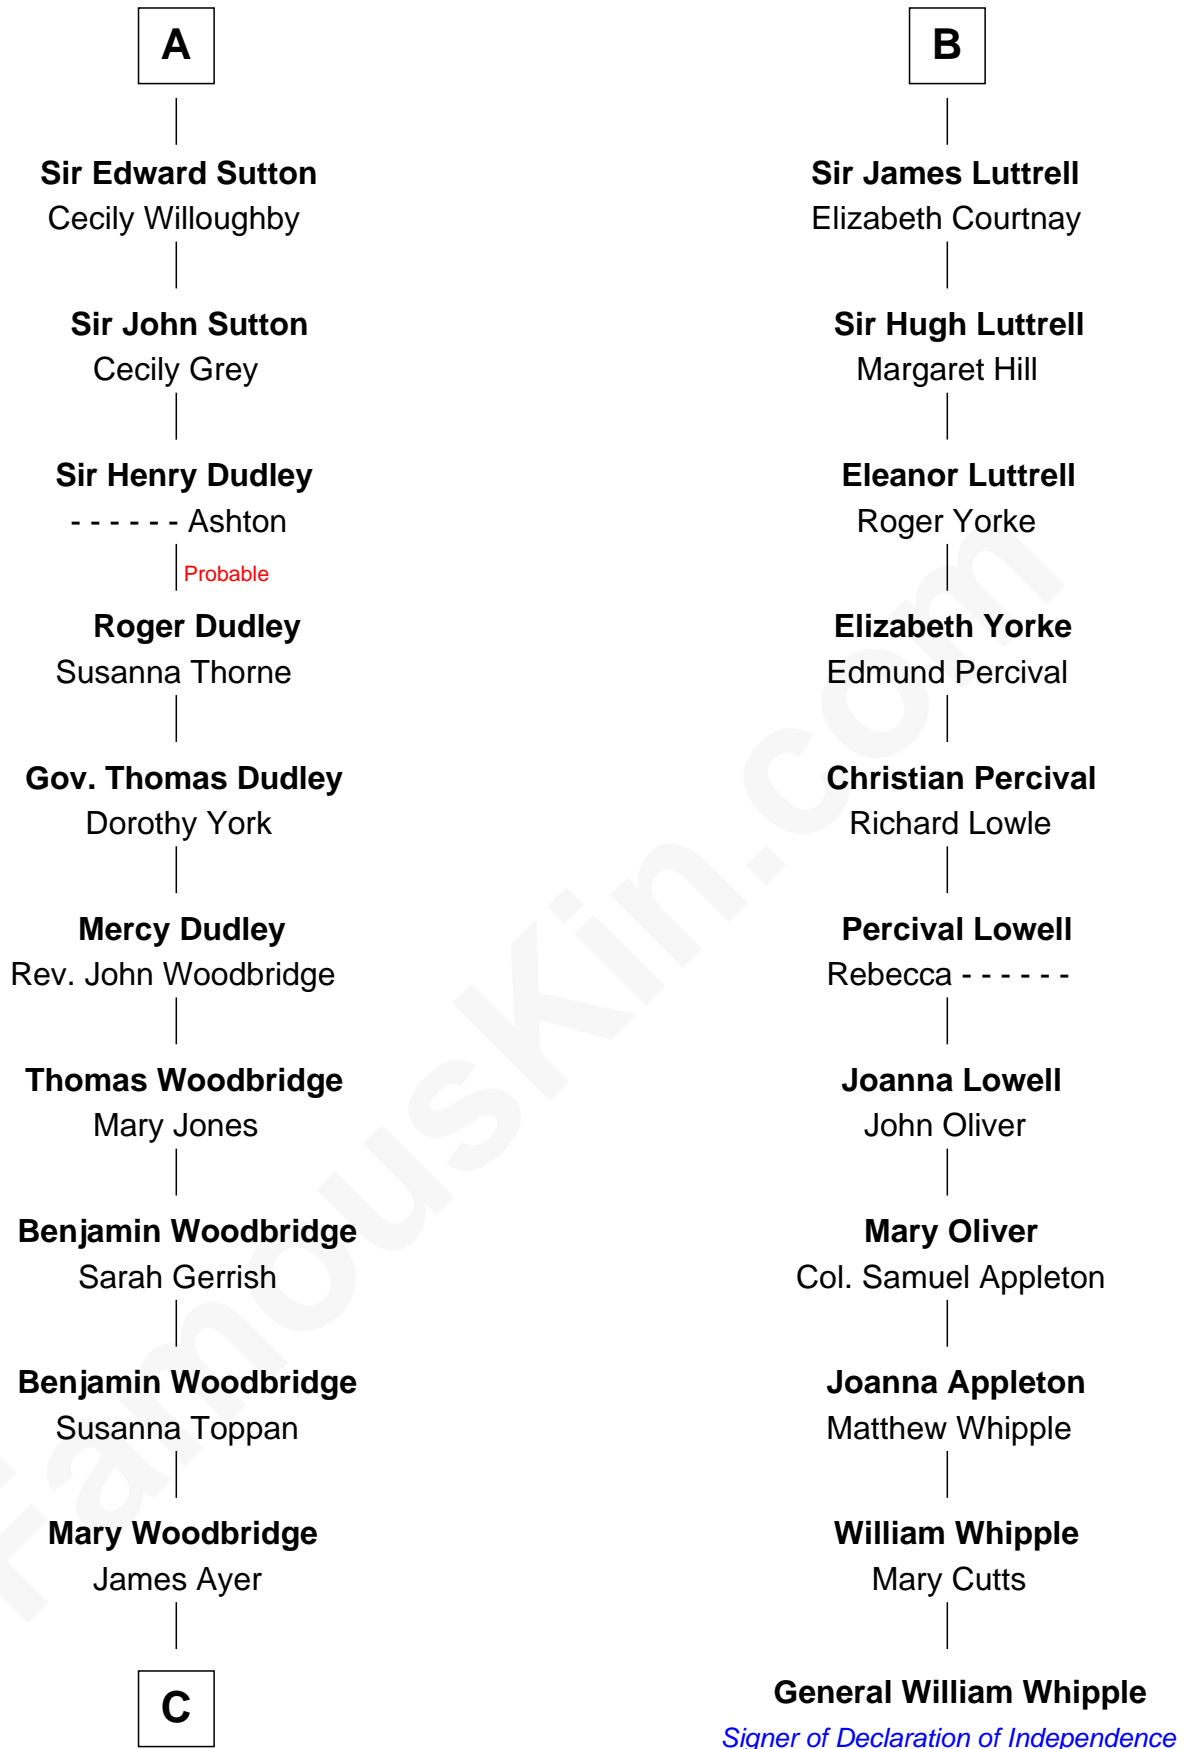 A
Sir Edward Sutton
Cecily Willoughby
Sir John Sutton
Cecily Grey
Sir Henry Dudley
- - - - - - Ashton
Probable
Roger Dudley
Susanna Thorne
Gov. Thomas Dudley
Dorothy York
Mercy Dudley
Rev. John Woodbridge
Thomas Woodbridge
Mary Jones
Benjamin Woodbridge
Sarah Gerrish
Benjamin Woodbridge
Susanna Toppan
Mary Woodbridge
James Ayer
C
B
Sir James Luttrell
Elizabeth Courtnay
Sir Hugh Luttrell
Margaret Hill
Eleanor Luttrell
Roger Yorke
Elizabeth Yorke
Edmund Percival
Christian Percival
Richard Lowle
Percival Lowell
Rebecca - - - - - -
Joanna Lowell
John Oliver
Mary Oliver
Col. Samuel Appleton
Joanna Appleton
Matthew Whipple
William Whipple
Mary Cutts
General William Whipple
Signer of Declaration of Independence
FamousKin.com